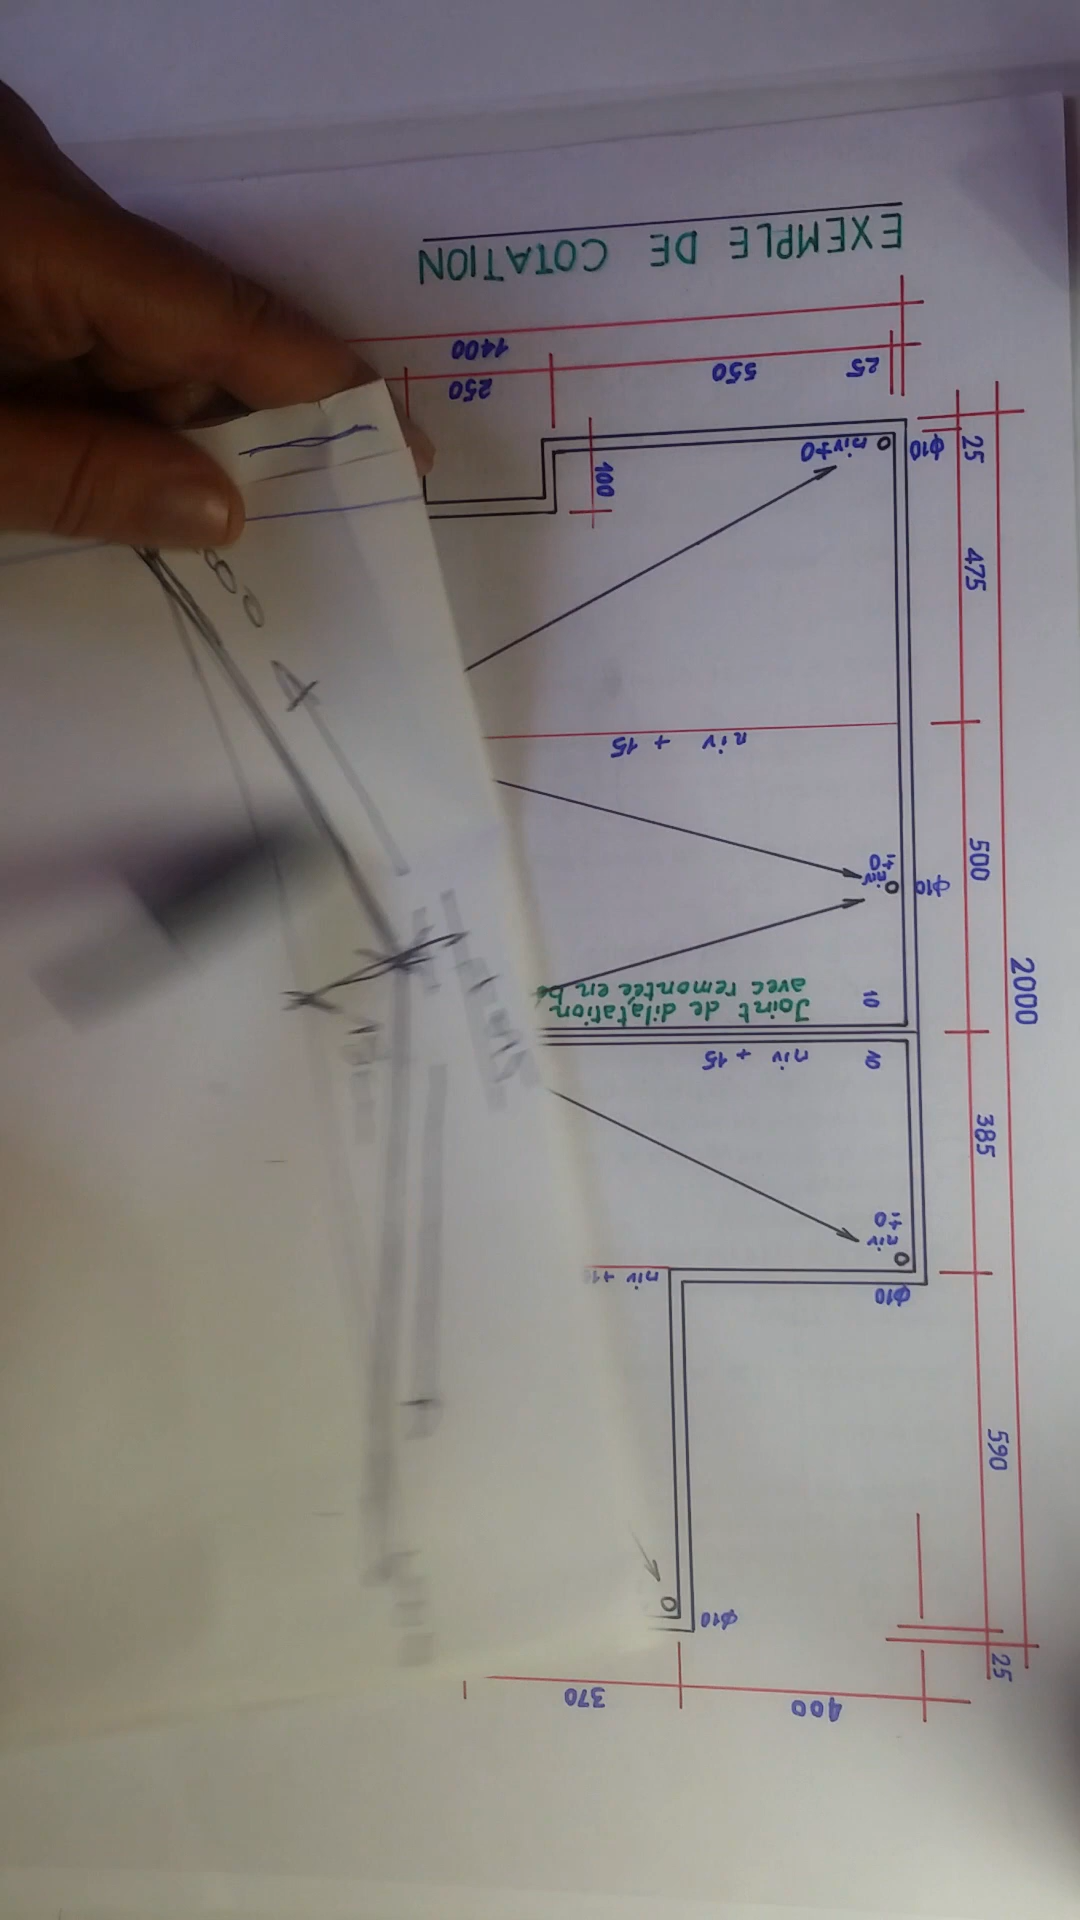 EXEMPLE DE COTATION
1400
25
550
250
100
niv+0
φ10
25
475
niv + 15
500
niv
+0
φ10
2000
Joint de dilatation
avec remontée en
10
10
niv + 15
385
niv
+0
φ10
niv +1
590
φ10
25
400
370